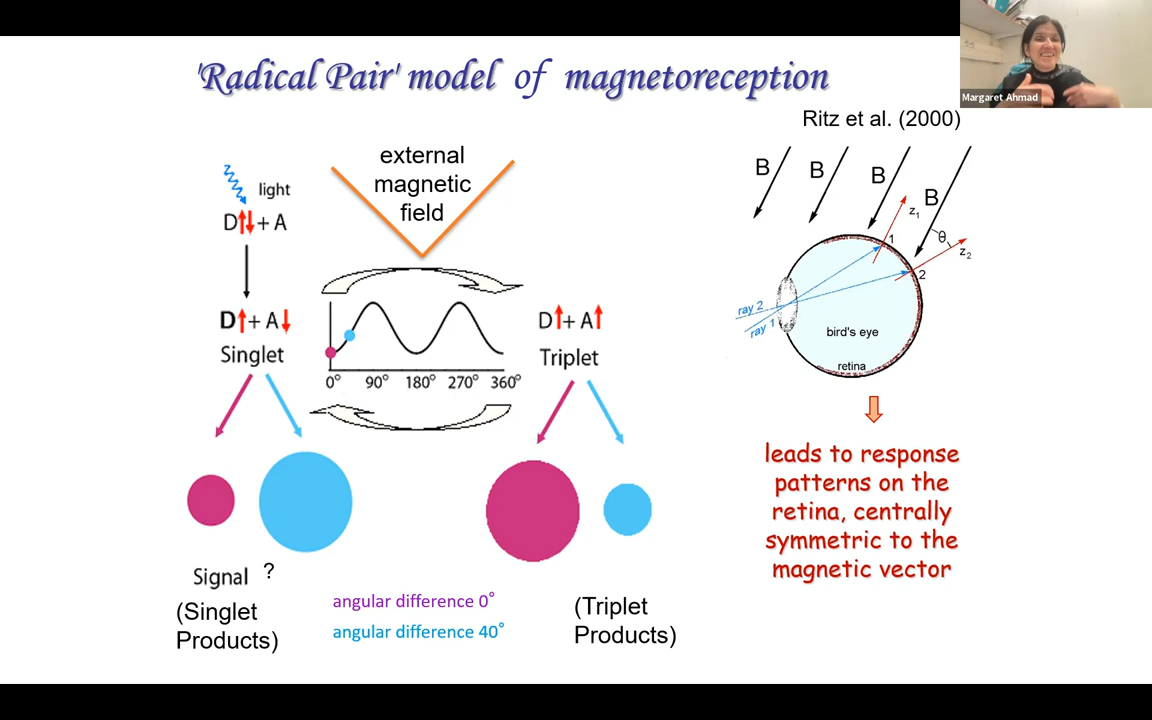 'Radical Pair' model of magnetoreception
Margaret Ahmad
Ritz et al. (2000)
light
D + A
D + A
Singlet
external
magnetic
field
0° 90° 180° 270° 360°
D + A
Triplet
Signal ?
(Singlet
Products)
angular difference 0°
angular difference 40°
(Triplet
Products)
B B B B
z1
1
θ
z2
2
ray 2
ray 1
bird's eye
retina
leads to response
patterns on the
retina, centrally
symmetric to the
magnetic vector